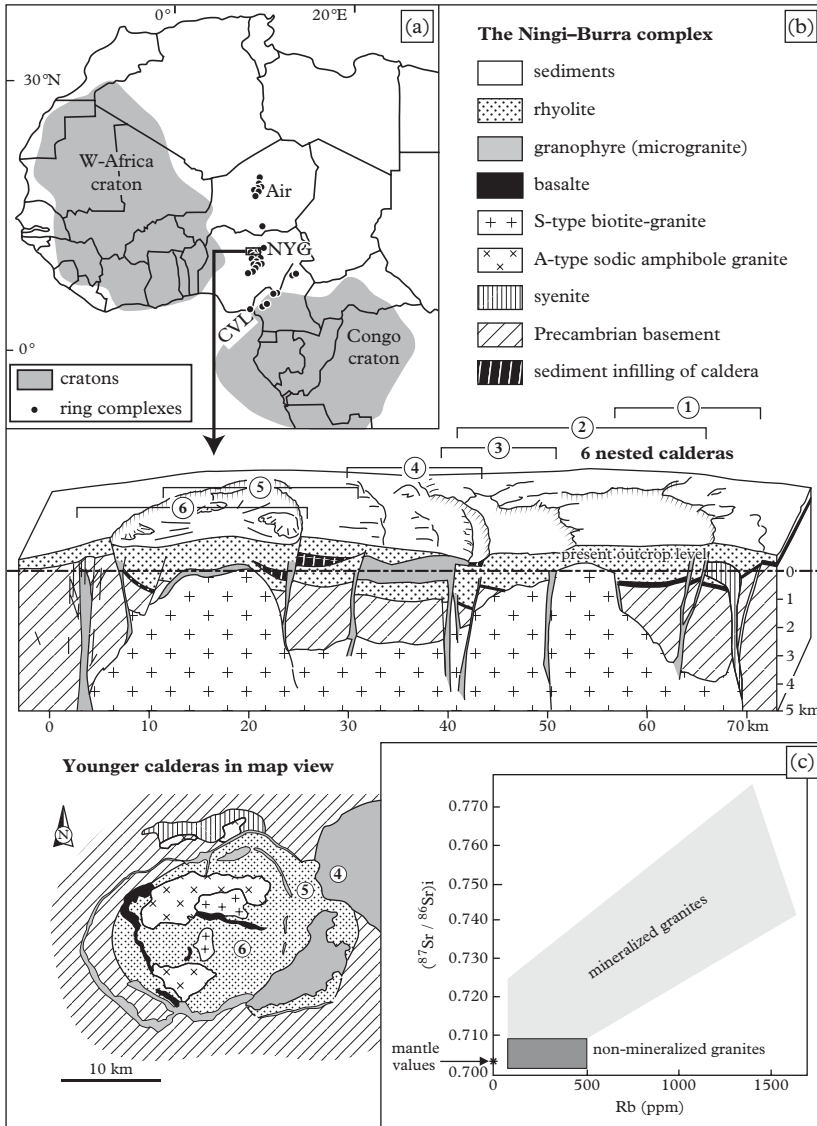 0°
20°E
(a)
30°N
W-Africa
craton
Air
NYG
CVL
0°
Congo
craton
cratons
ring complexes
The Ningi–Burra complex
(b)
sediments
rhyolite
granophyre (microgranite)
basalte
S-type biotite-granite
A-type sodic amphibole granite
syenite
Precambrian basement
sediment infilling of caldera
1
2
3
6 nested calderas
4
5
6
present outcrop level
0
1
2
3
4
5 km
0
10
20
30
40
50
60
70 km
Younger calderas in map view
N
4
5
6
10 km
(c)
0.770
0.760
0.750
0.740
0.730
0.720
0.710
0.700
(⁸⁷Sr / ⁸⁶Sr)i
mineralized granites
non-mineralized granites
mantle
values
0
500
1000
1500
Rb (ppm)